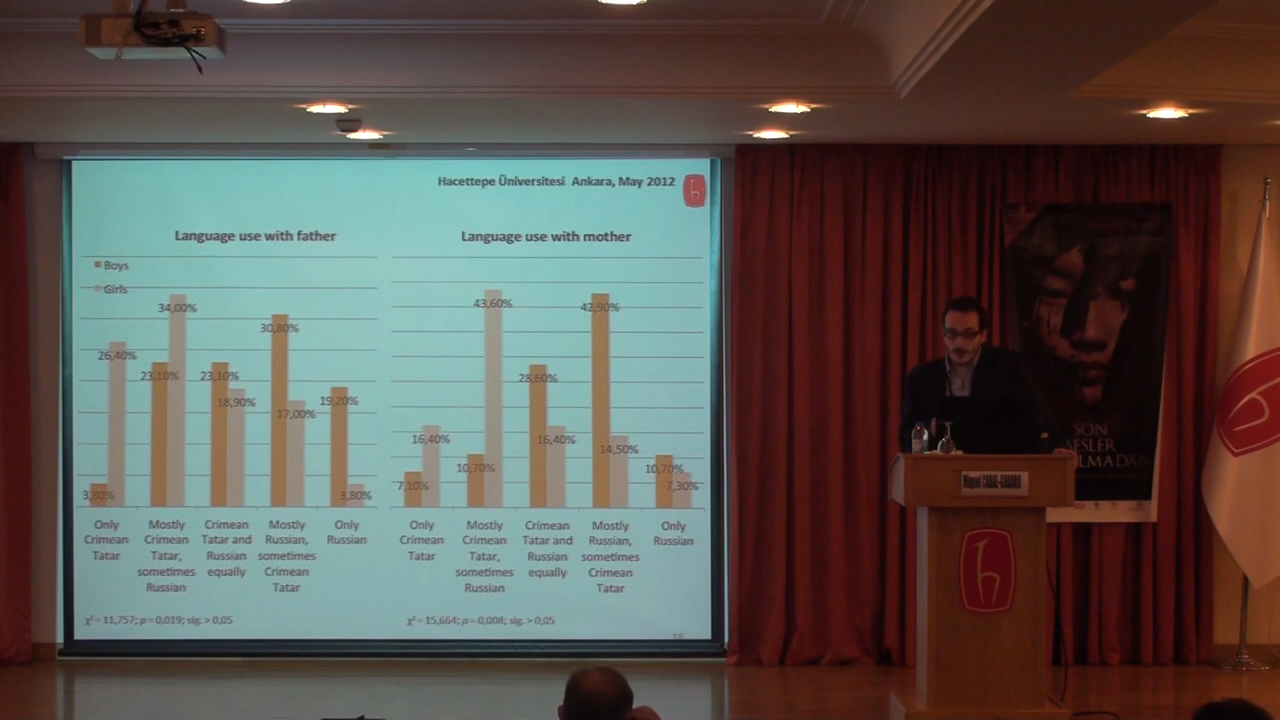 Hacettepe Üniversitesi Ankara, May 2012
Language use with father
Boys
Girls
3,80%
26,40%
23,10%
34,00%
23,10%
18,90%
30,80%
17,00%
19,20%
3,80%
Only
Crimean
Tatar
Mostly
Crimean
Tatar,
sometimes
Russian
Crimean
Tatar and
Russian
equally
Mostly
Russian,
sometimes
Crimean
Tatar
Only
Russian
χ² = 11,757; p = 0,019; sig. > 0,05
Language use with mother
7,10%
16,40%
10,70%
43,60%
28,60%
16,40%
42,90%
14,50%
10,70%
7,30%
Only
Crimean
Tatar
Mostly
Crimean
Tatar,
sometimes
Russian
Crimean
Tatar and
Russian
equally
Mostly
Russian,
sometimes
Crimean
Tatar
Only
Russian
χ² = 15,664; p = 0,008; sig. > 0,05
SON
SESLER
LMADAN
Miquel CABAL-GUARRO